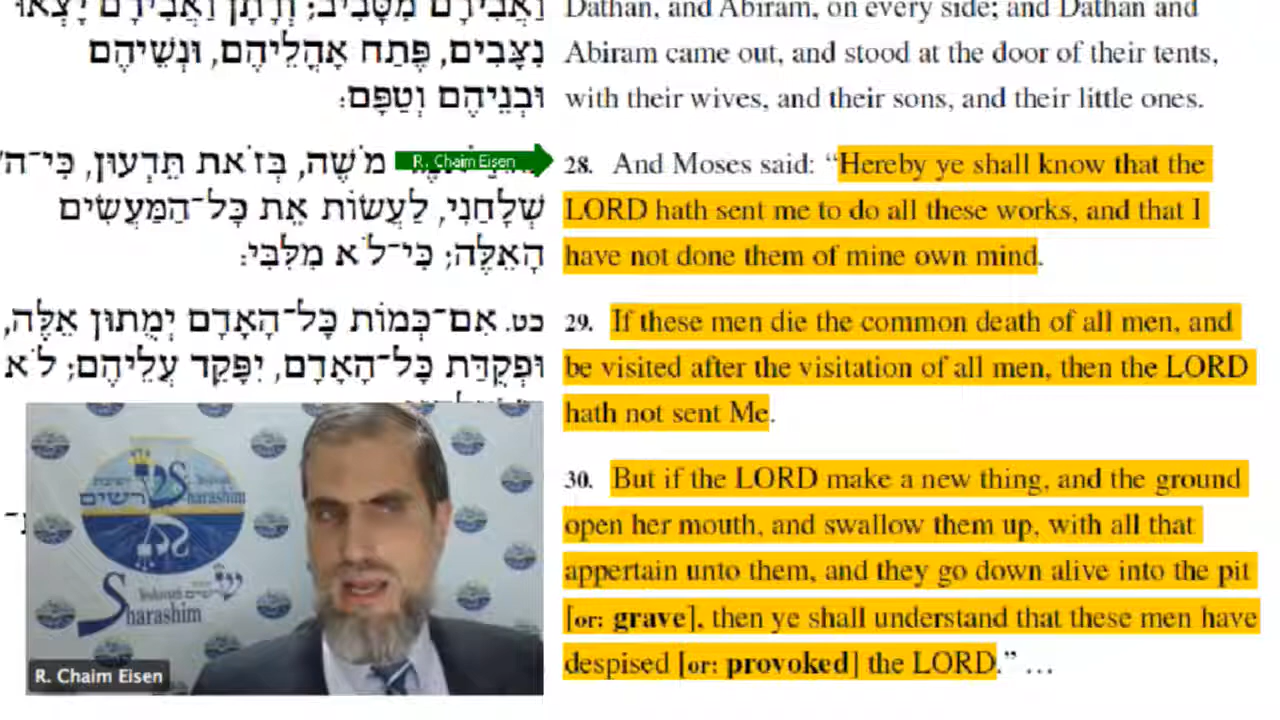 וַאֲבִירָם מִסָּבִיב; וְדָתָן וַאֲבִירָם יָצְאוּ
נִצָּבִים, פֶּתַח אָהֳלֵיהֶם, וּנְשֵׁיהֶם
וּבְנֵיהֶם וְטַפָּם:
מֹשֶׁה, בְּזֹאת תֵּדְעוּן, כִּי־ה'
שְׁלָחַנִי, לַעֲשׂוֹת אֵת כָּל־הַמַּעֲשִׂים
הָאֵלֶּה; כִּי־לֹא מִלִּבִּי:
כט. אִם־כְּמוֹת כָּל־הָאָדָם יְמֻתוּן אֵלֶּה,
וּפְקֻדַּת כָּל־הָאָדָם, יִפָּקֵד עֲלֵיהֶם; לֹא
Dathan, and Abiram, on every side; and Dathan and
Abiram came out, and stood at the door of their tents,
with their wives, and their sons, and their little ones.
R. Chaim Eisen
28. And Moses said: “Hereby ye shall know that the
LORD hath sent me to do all these works, and that I
have not done them of mine own mind.
29. If these men die the common death of all men, and
be visited after the visitation of all men, then the LORD
hath not sent Me.
30. But if the LORD make a new thing, and the ground
open her mouth, and swallow them up, with all that
appertain unto them, and they go down alive into the pit
[or: grave], then ye shall understand that these men have
despised [or: provoked] the LORD.” …
שרשים
Sharashim
Sharashim
R. Chaim Eisen